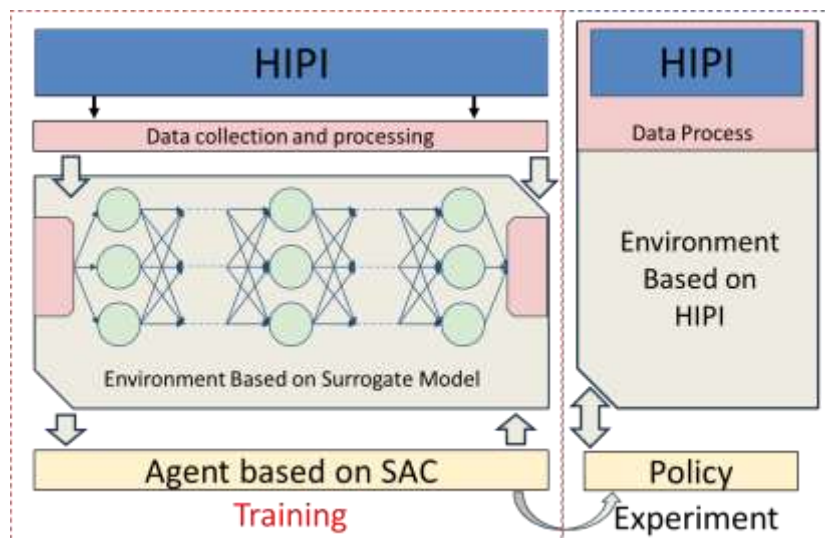 HIPI
Data collection and processing
Environment Based on Surrogate Model
Agent based on SAC
Training
HIPI
Data Process
Environment
Based on
HIPI
Policy
Experiment